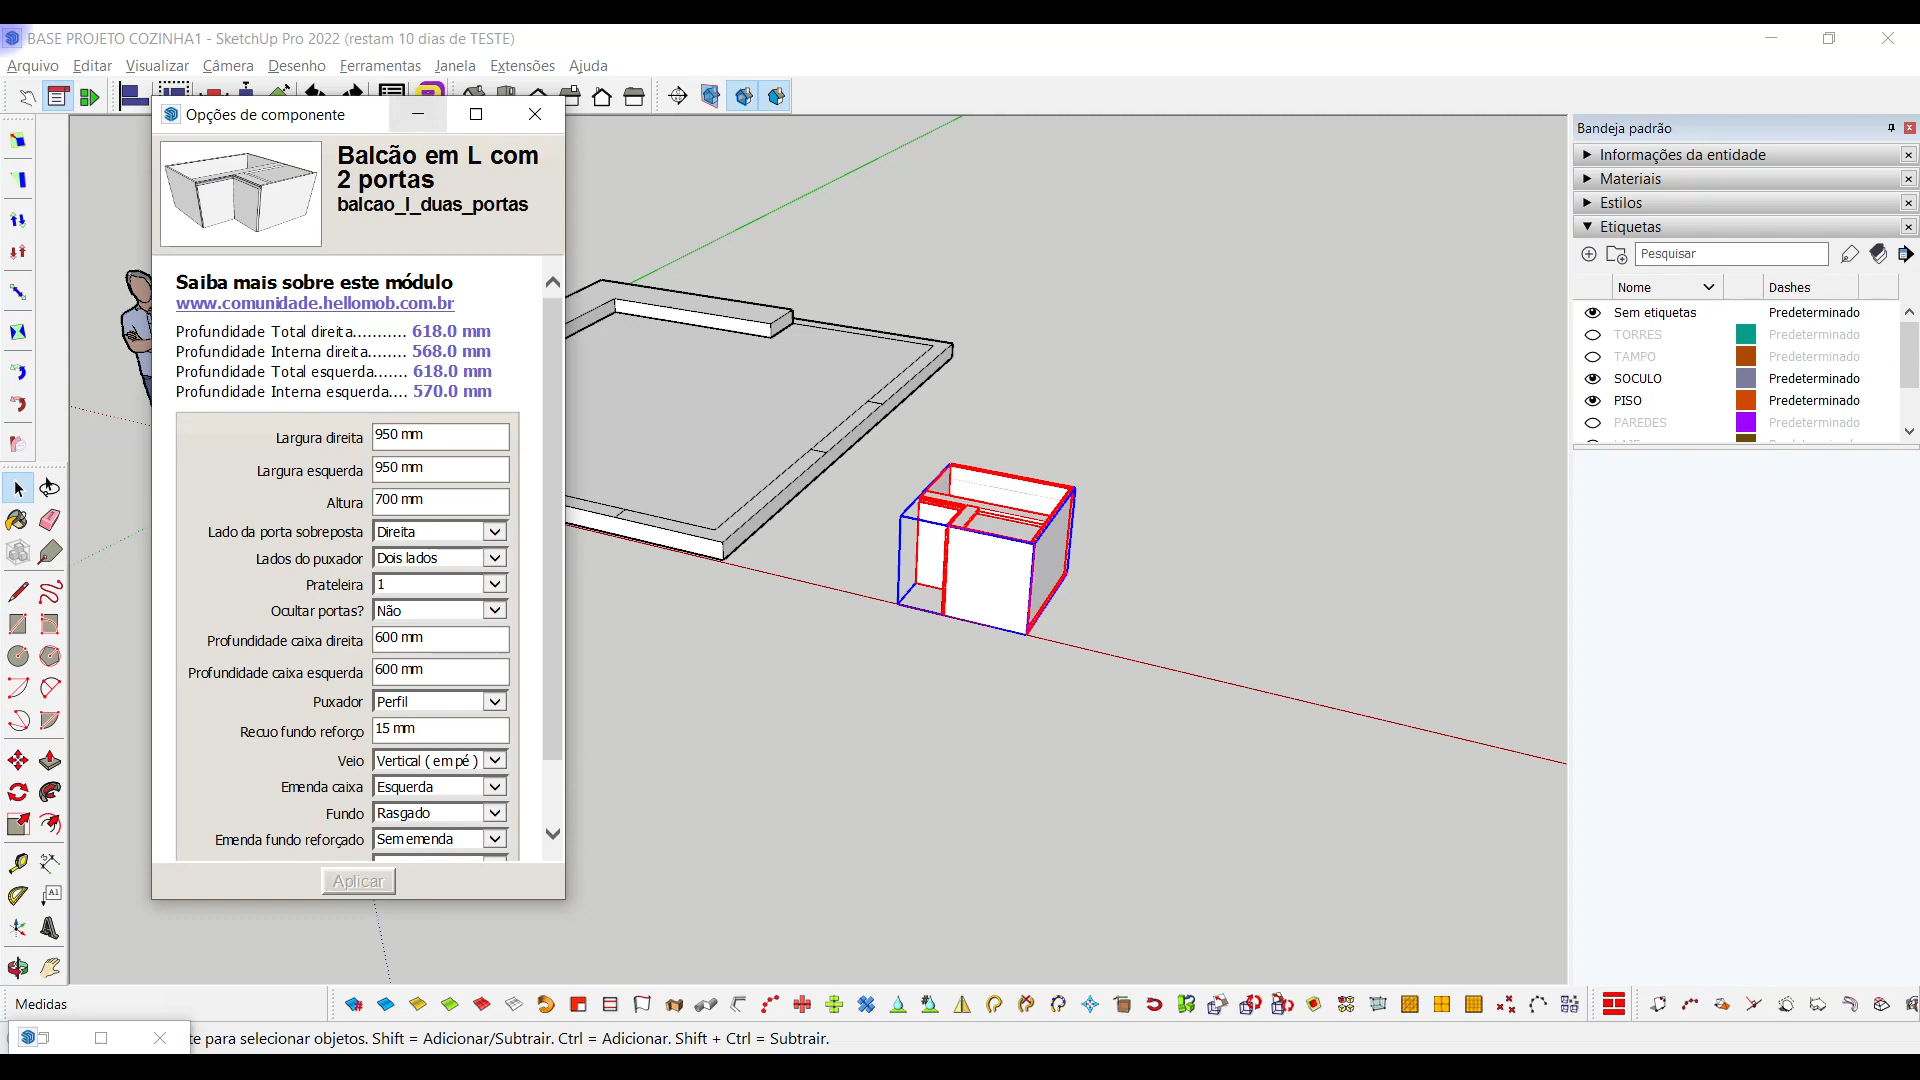 BASE PROJETO COZINHA1 - SketchUp Pro 2022 (restam 10 dias de TESTE)
Arquivo Editar Visualizar Câmera Desenho Ferramentas Janela Extensões Ajuda
Opções de componente
Balcão em L com
2 portas
balcao_l_duas_portas
Saiba mais sobre este módulo
www.comunidade.hellomob.com.br
Profundidade Total direita........... 618.0 mm
Profundidade Interna direita........ 568.0 mm
Profundidade Total esquerda....... 618.0 mm
Profundidade Interna esquerda.... 570.0 mm
Largura direita 950 mm
Largura esquerda 950 mm
Altura 700 mm
Lado da porta sobreposta Direita
Lados do puxador Dois lados
Prateleira 1
Ocultar portas? Não
Profundidade caixa direita 600 mm
Profundidade caixa esquerda 600 mm
Puxador Perfil
Recuo fundo reforço 15 mm
Veio Vertical ( em pé )
Emenda caixa Esquerda
Fundo Rasgado
Emenda fundo reforçado Sem emenda
Aplicar
Bandeja padrão
Informações da entidade
Materiais
Estilos
Etiquetas
Pesquisar
Nome Dashes
Sem etiquetas Predeterminado
TORRES Predeterminado
TAMPO Predeterminado
SOCULO Predeterminado
PISO Predeterminado
PAREDES Predeterminado
A1
Medidas
te para selecionar objetos. Shift = Adicionar/Subtrair. Ctrl = Adicionar. Shift + Ctrl = Subtrair.